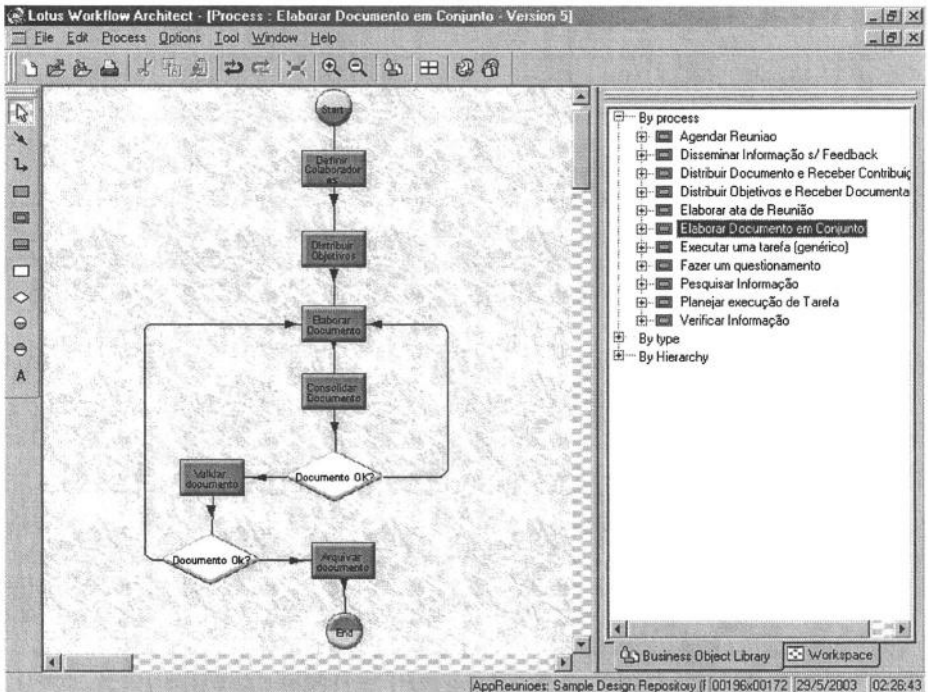 Lotus Workflow Architect - [Process : Elaborar Documento em Conjunto - Version 5]
File Edit Process Options Tool Window Help
A
Start
Definir
Colaborador
es
Distribuir
Objetivos
Elaborar
Documento
Consolidar
Documento
Documento OK?
Validar
documento
Documento Ok?
Arquivar
documento
End
By process
Agendar Reuniao
Disseminar Informação s/ Feedback
Distribuir Documento e Receber Contribuiç
Distribuir Objetivos e Receber Documenta
Elaborar ata de Reunião
Elaborar Documento em Conjunto
Executar uma tarefa (genérico)
Fazer um questionamento
Pesquisar Informação
Planejar execução de Tarefa
Verificar Informação
By type
By Hierarchy
Business Object Library Workspace
AppReunioes: Sample Design Repository (f 00196x00172 29/5/2003 02:26:43